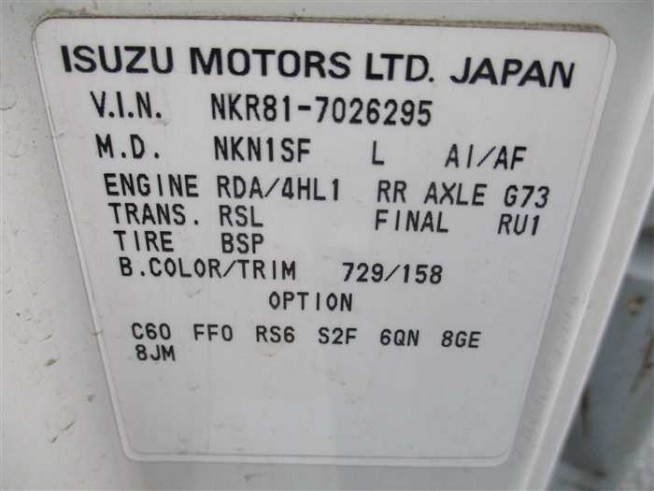 ISUZU MOTORS LTD. JAPAN
V.I.N. NKR81-7026295
M.D. NKN1SF L AI/AF
ENGINE RDA/4HL1 RR AXLE G73
TRANS. RSL FINAL RU1
TIRE BSP
B.COLOR/TRIM 729/158
OPTION
C60 FF0 RS6 S2F 6QN 8GE
8JM